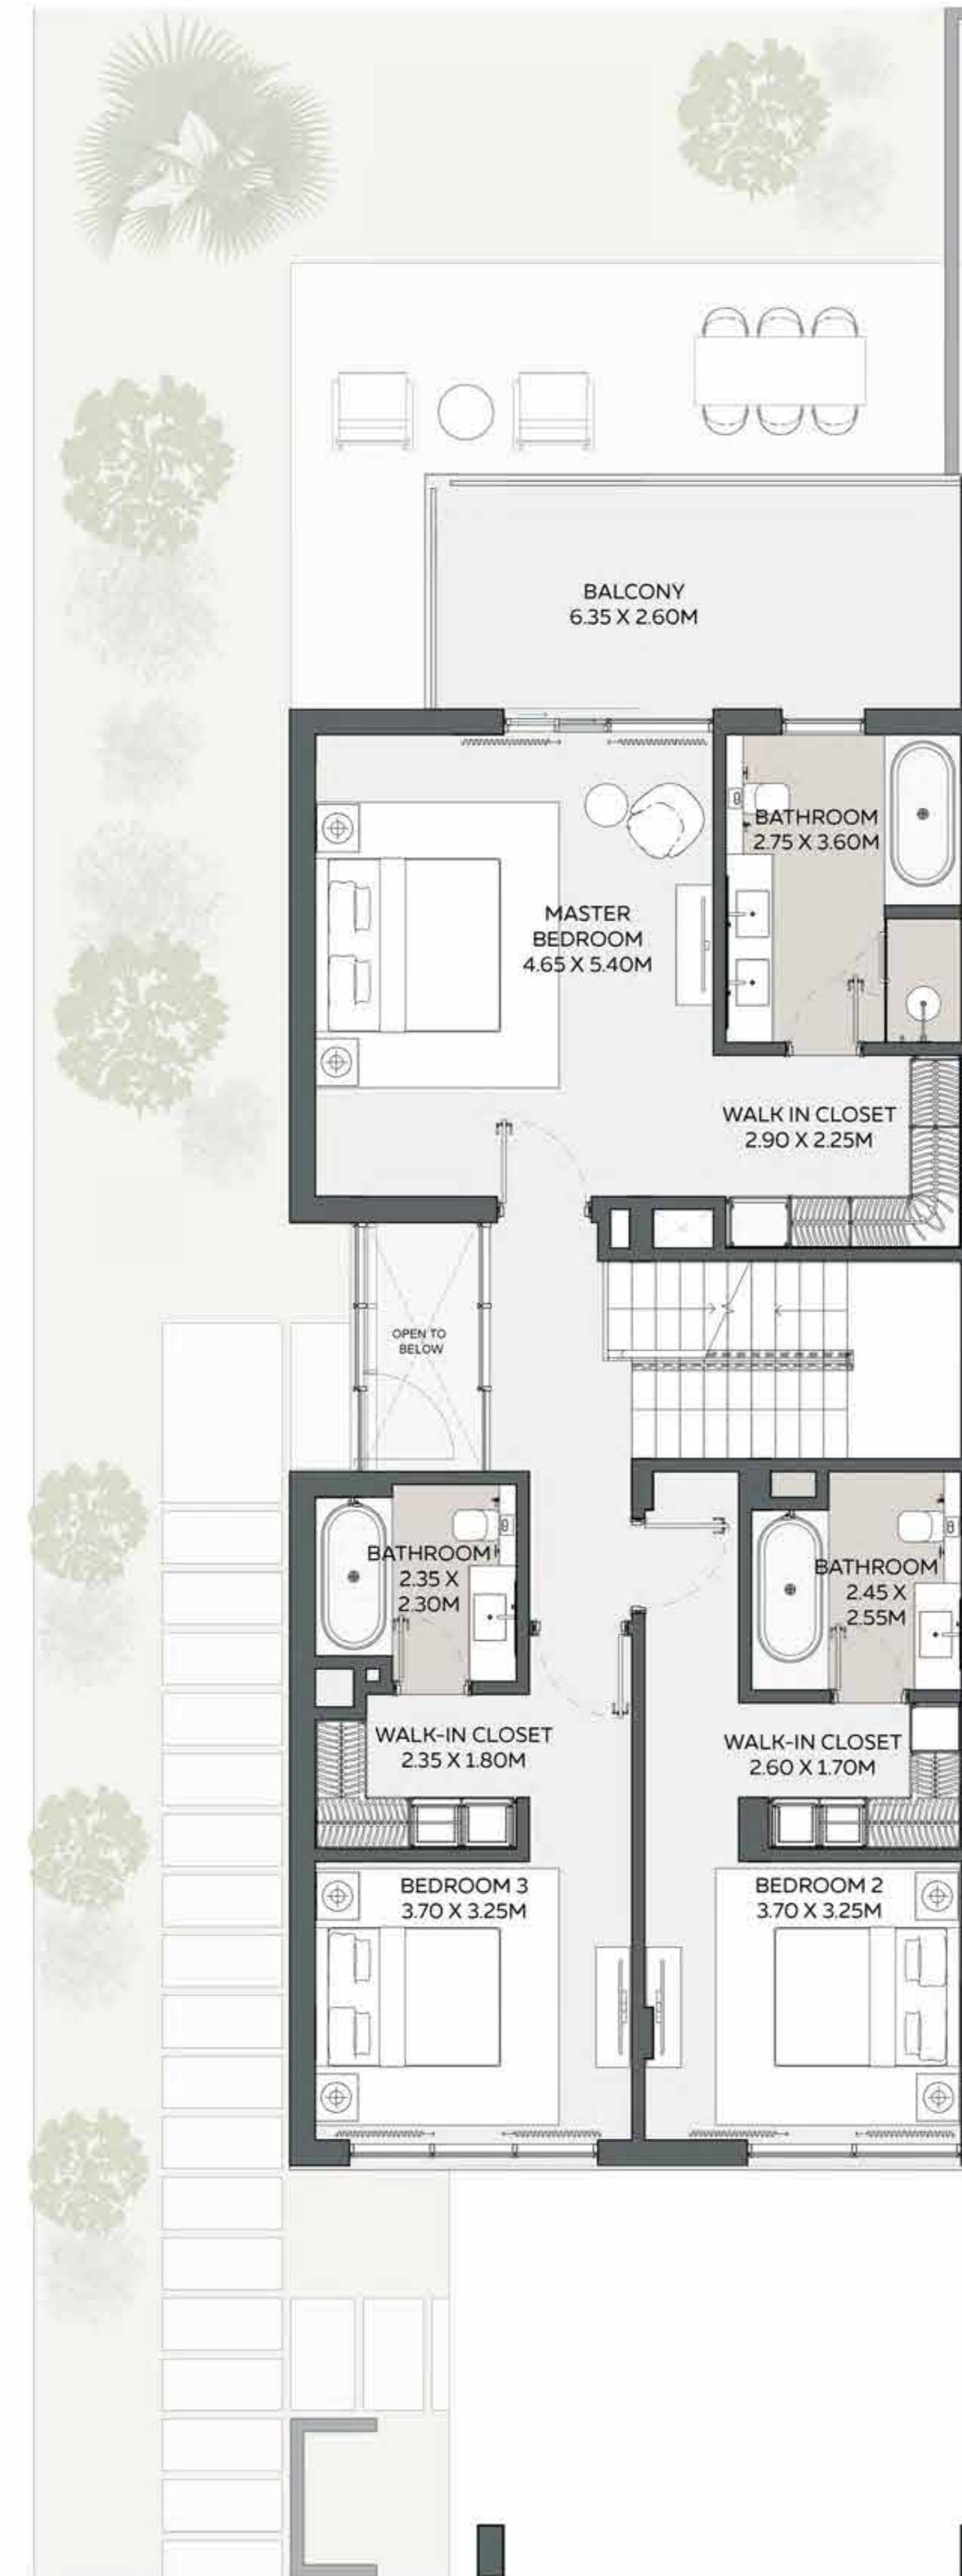 BALCONY
6.35 X 2.60M
BATHROOM
2.75 X 3.60M
MASTER
BEDROOM
4.65 X 5.40M
WALK IN CLOSET
2.90 X 2.25M
OPEN TO
BELOW
BATHROOM
2.35 X
2.30M
BATHROOM
2.45 X
2.55M
WALK-IN CLOSET
2.35 X 1.80M
WALK-IN CLOSET
2.60 X 1.70M
BEDROOM 3
3.70 X 3.25M
BEDROOM 2
3.70 X 3.25M